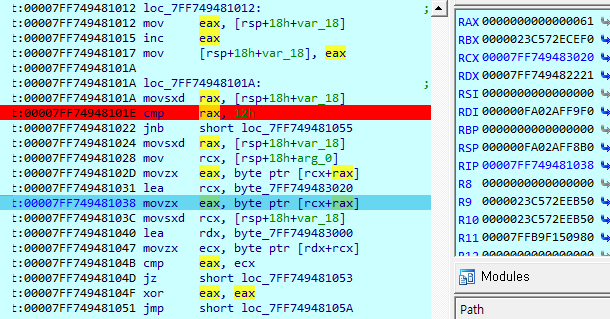 t:00007FF749481012 loc_7FF749481012: ;
t:00007FF749481012 mov eax, [rsp+18h+var_18]
t:00007FF749481015 inc eax
t:00007FF749481017 mov [rsp+18h+var_18], eax
t:00007FF74948101A
t:00007FF74948101A loc_7FF74948101A: ;
t:00007FF74948101A movsxd rax, [rsp+18h+var_18]
t:00007FF74948101E cmp rax, 12h
t:00007FF749481022 jnb short loc_7FF749481055
t:00007FF749481024 movsxd rax, [rsp+18h+var_18]
t:00007FF749481028 mov rcx, [rsp+18h+arg_0]
t:00007FF74948102D movzx eax, byte ptr [rcx+rax]
t:00007FF749481031 lea rcx, byte_7FF749483020
t:00007FF749481038 movzx eax, byte ptr [rcx+rax]
t:00007FF74948103C movsxd rcx, [rsp+18h+var_18]
t:00007FF749481040 lea rdx, byte_7FF749483000
t:00007FF749481047 movzx ecx, byte ptr [rdx+rcx]
t:00007FF74948104B cmp eax, ecx
t:00007FF74948104D jz short loc_7FF749481053
t:00007FF74948104F xor eax, eax
t:00007FF749481051 jmp short loc_7FF74948105A
RAX 0000000000000061
RBX 0000023C572ECEF0
RCX 00007FF749483020
RDX 00007FF749482221
RSI 0000000000000000
RDI 000000FA02AFF9F0
RBP 0000000000000000
RSP 000000FA02AFF8B0
RIP 00007FF749481038
R8 0000000000000000
R9 0000023C572EEB50
R10 0000023C572EEB50
R11 00007FFB9F150980
Modules
Path